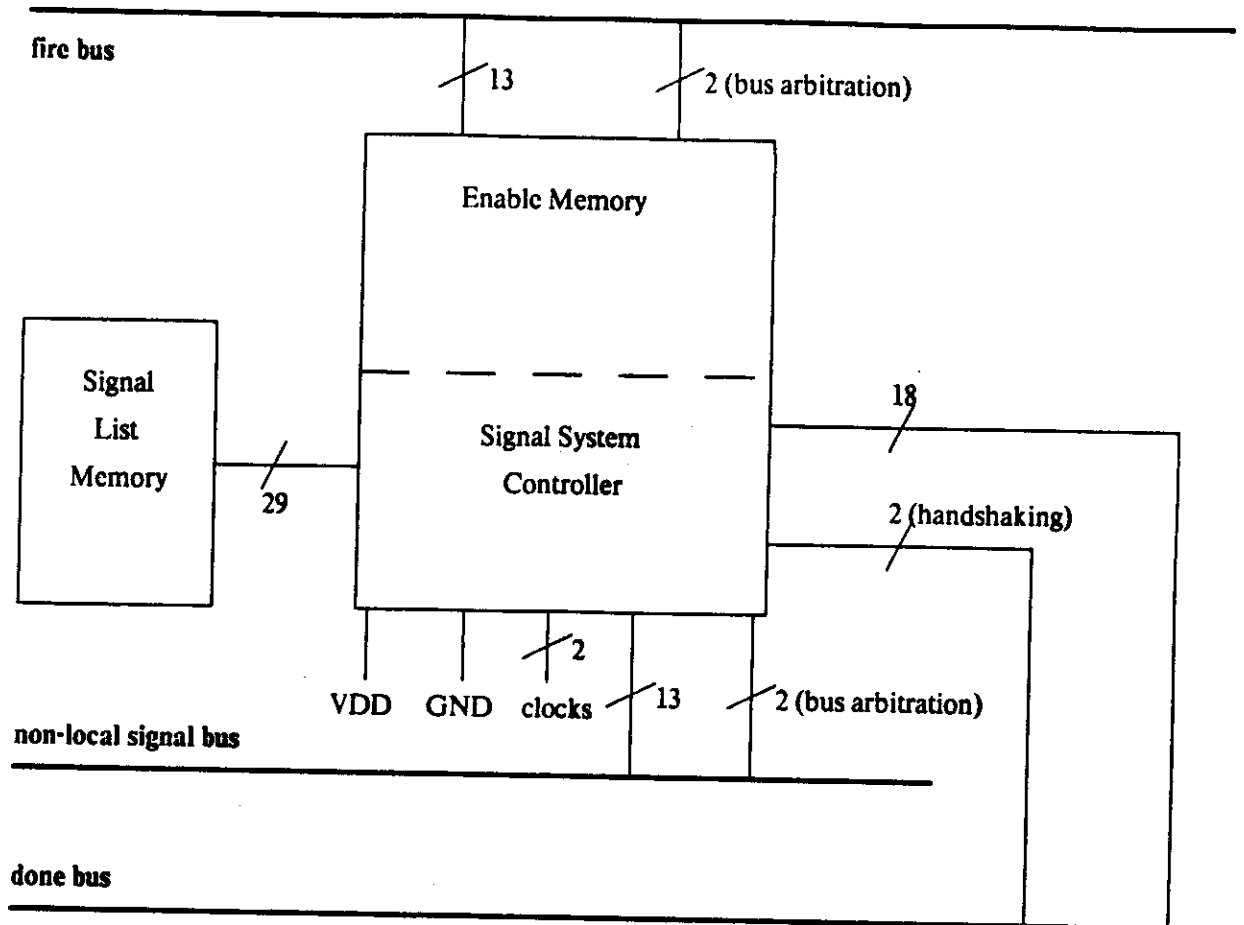 fire bus
13
2 (bus arbitration)
Enable Memory
Signal
List
Memory
29
Signal System
Controller
18
2 (handshaking)
VDD
GND
2
clocks
13
2 (bus arbitration)
non-local signal bus
done bus